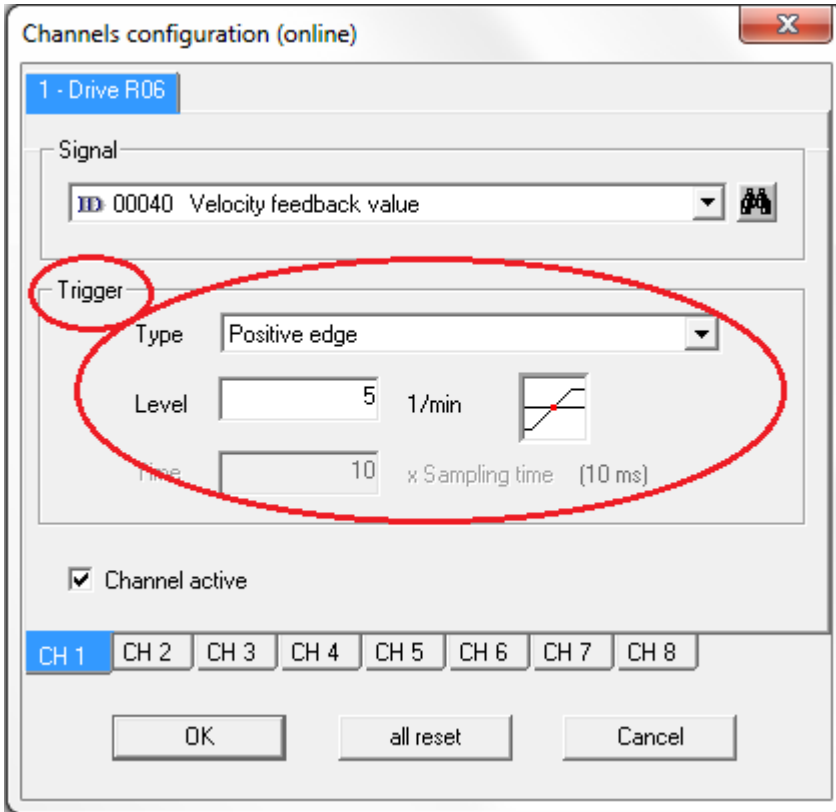 Channels configuration (online)
1 - Drive R06
Signal
ID 00040 Velocity feedback value
Trigger
Type Positive edge
Level 5 1/min
Time 10 x Sampling time (10 ms)
Channel active
CH 1 CH 2 CH 3 CH 4 CH 5 CH 6 CH 7 CH 8
OK all reset Cancel